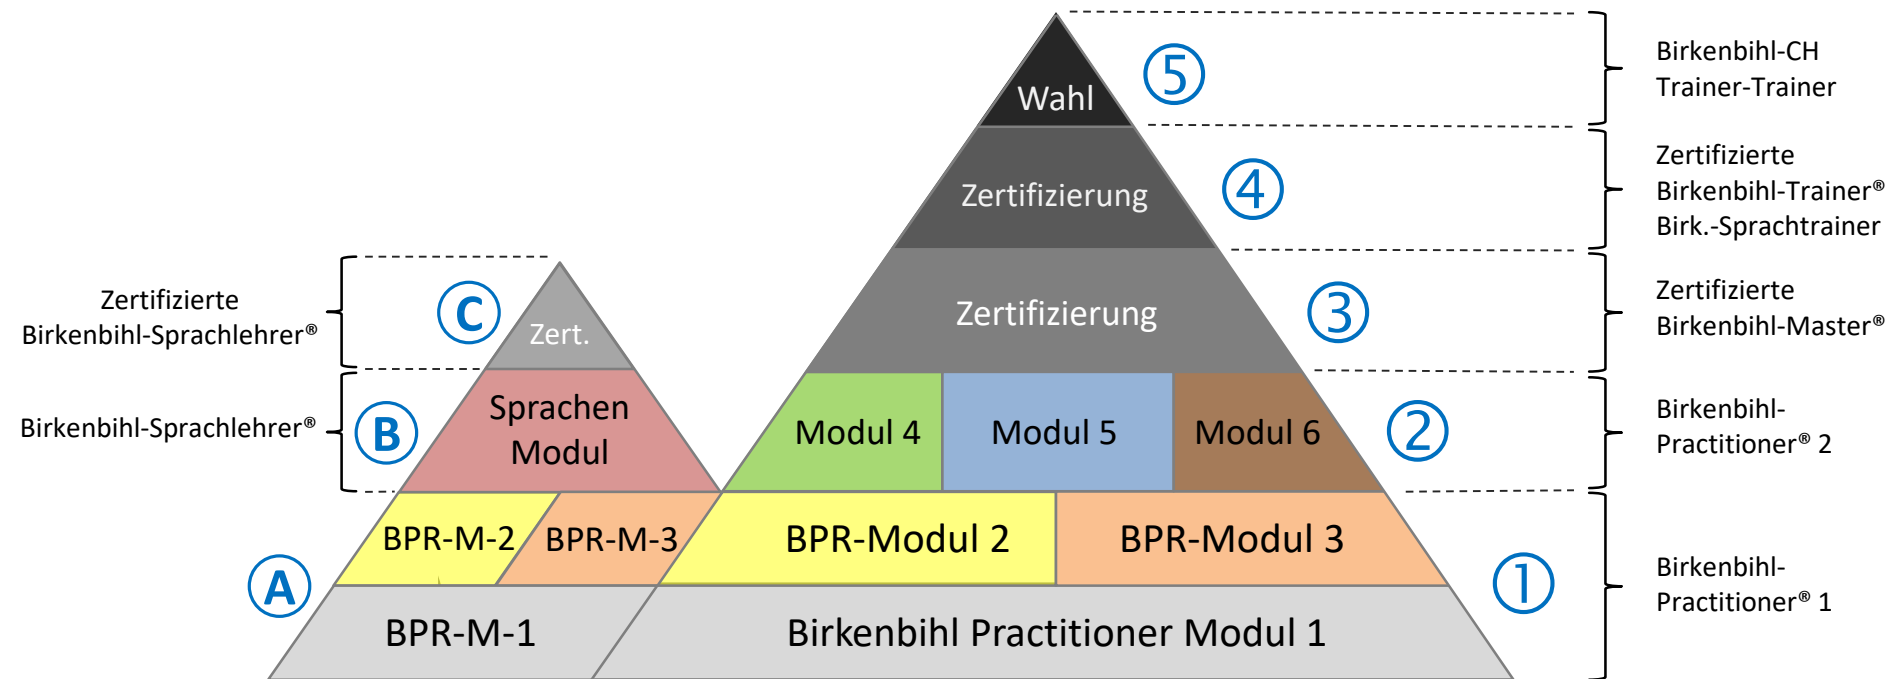 Birkenbihl-CH
Trainer-Trainer
⑤
Wahl
Zertifizierte
Birkenbihl-Trainer®
Birk.-Sprachtrainer
④
Zertifizierung
Zertifizierte
Birkenbihl-Sprachlehrer®
Ⓒ
Zert.
Zertifizierung
③
Zertifizierte
Birkenbihl-Master®
Birkenbihl-Sprachlehrer®
Ⓑ
Sprachen
Modul
Modul 4
Modul 5
Modul 6
②
Birkenbihl-
Practitioner® 2
Ⓐ
BPR-M-2
BPR-M-3
BPR-Modul 2
BPR-Modul 3
①
Birkenbihl-
Practitioner® 1
BPR-M-1
Birkenbihl Practitioner Modul 1